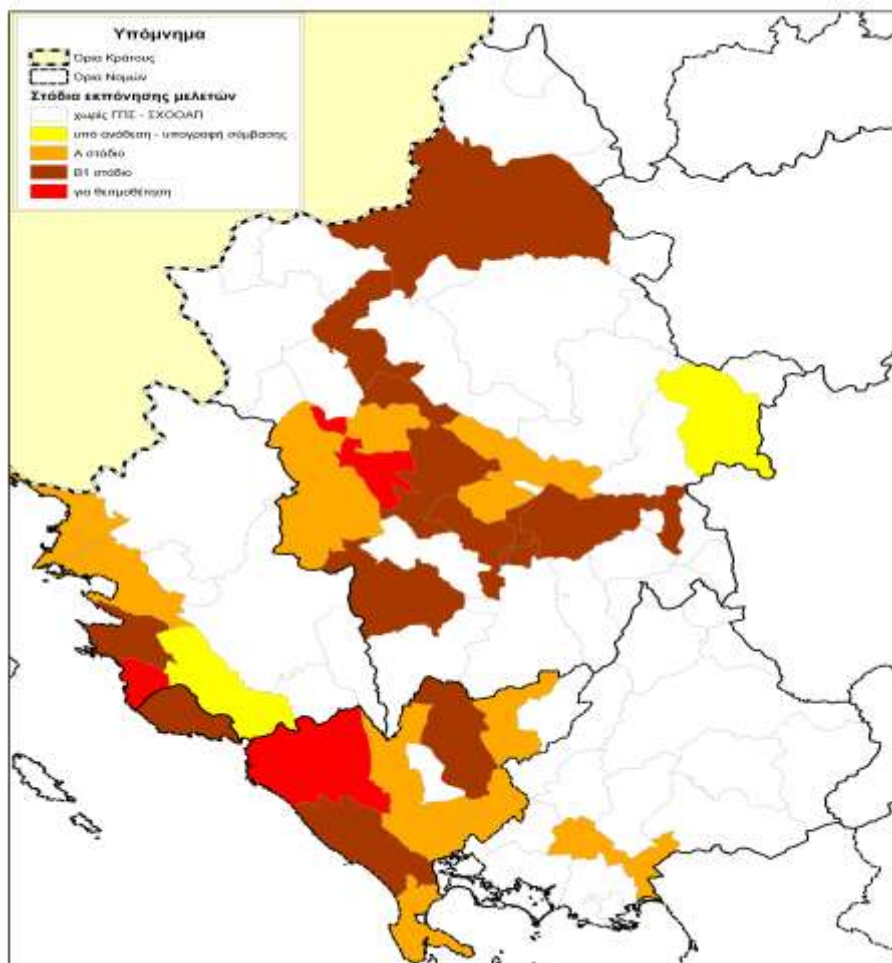 Υπόμνημα
Όρια Κράτους
Όρια Νομών
Στάδια εκπόνησης μελετών
χωρίς ΓΠΣ - ΣΧΟΟΑΠ
υπό ανάθεση - υπογραφή σύμβασης
Α στάδιο
Β1 στάδιο
για θεσμοθέτηση